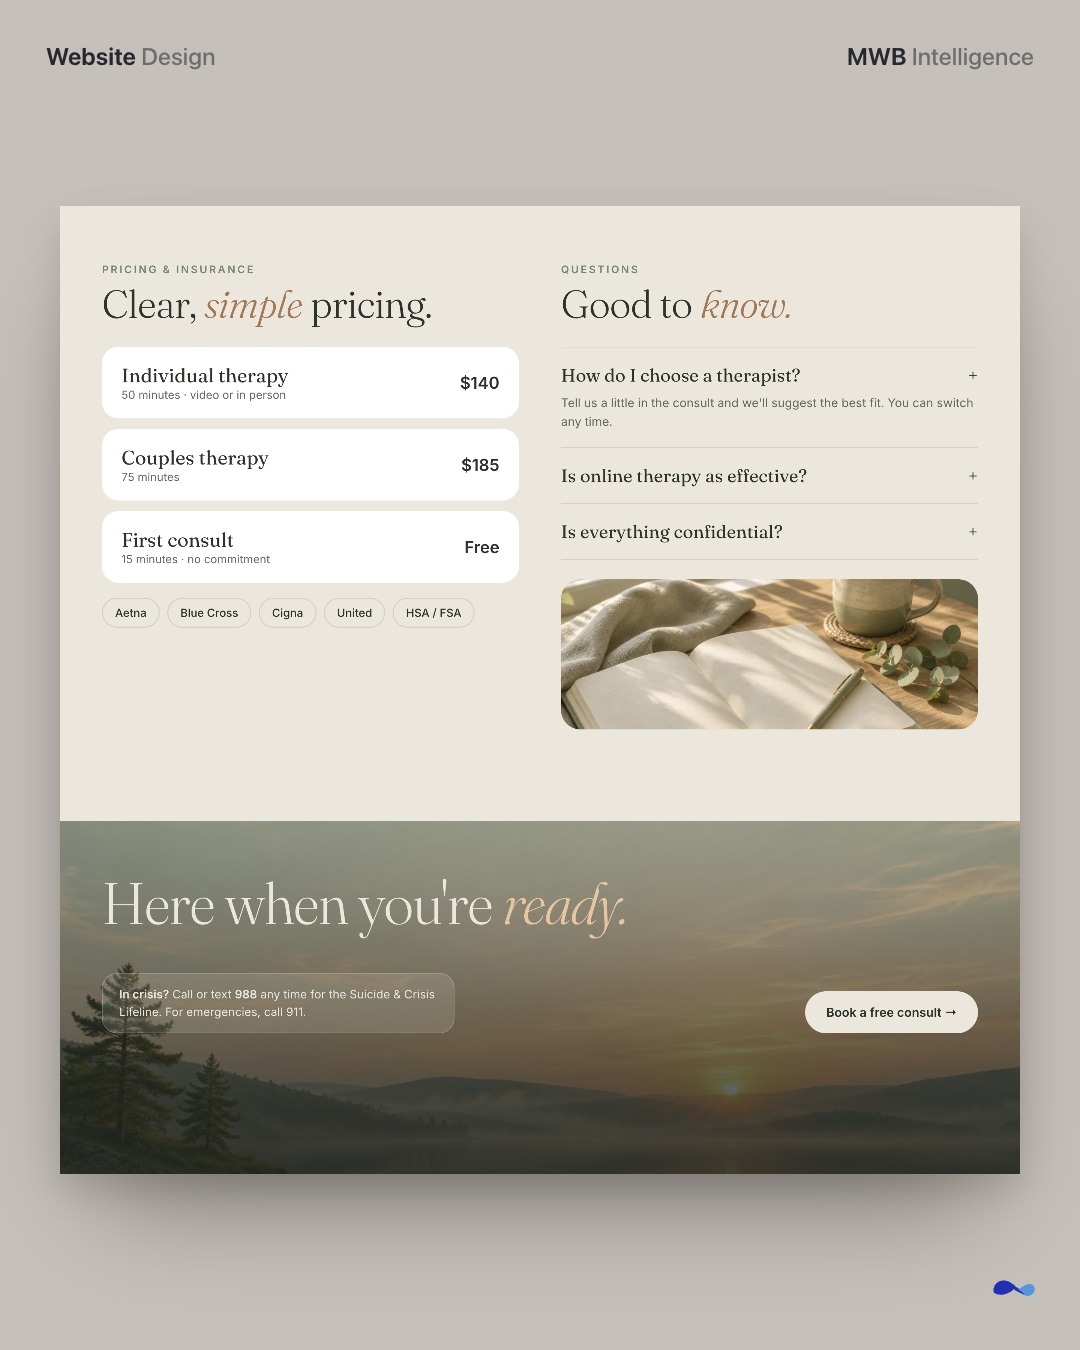 Website Design
MWB Intelligence
PRICING & INSURANCE
Clear, simple pricing.
Individual therapy
50 minutes · video or in person
$140
Couples therapy
75 minutes
$185
First consult
15 minutes · no commitment
Free
Aetna
Blue Cross
Cigna
United
HSA / FSA
QUESTIONS
Good to know.
How do I choose a therapist?
+
Tell us a little in the consult and we'll suggest the best fit. You can switch
any time.
Is online therapy as effective?
+
Is everything confidential?
+
Here when you're ready.
In crisis? Call or text 988 any time for the Suicide & Crisis
Lifeline. For emergencies, call 911.
Book a free consult →